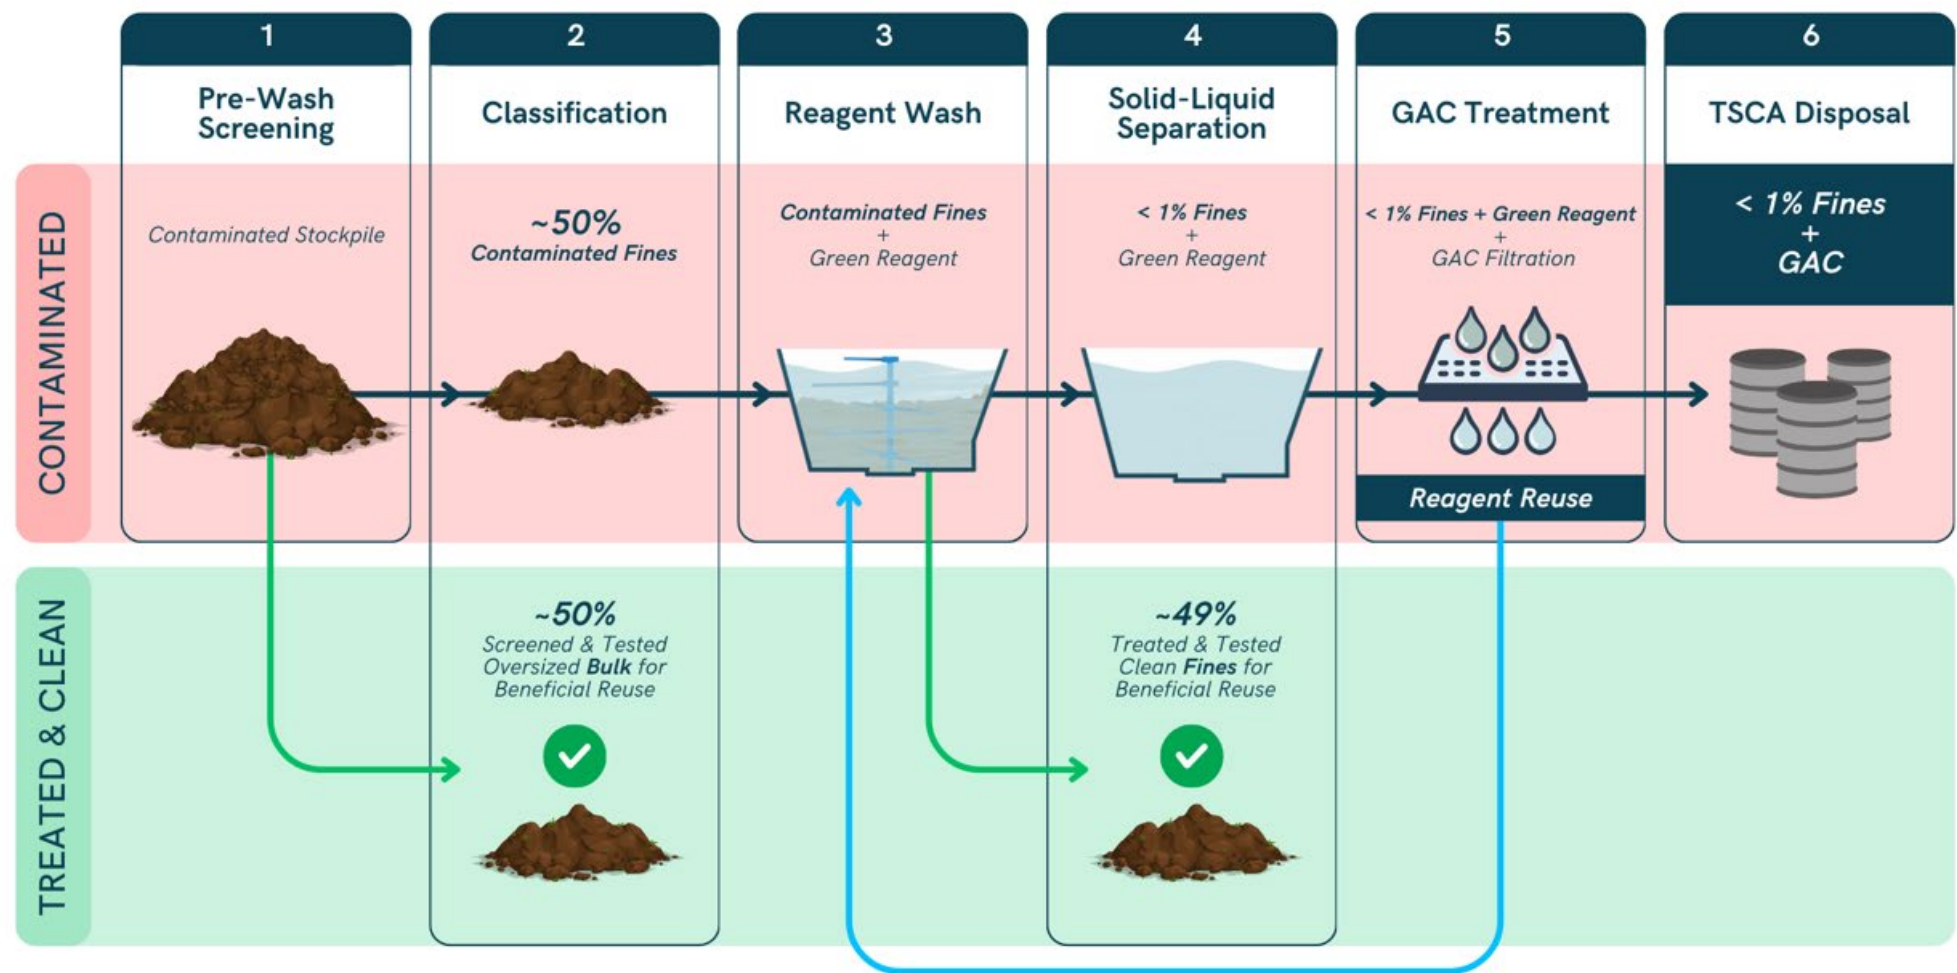 1
Pre-Wash
Screening
2
Classification
3
Reagent Wash
4
Solid-Liquid
Separation
5
GAC Treatment
6
TSCA Disposal
CONTAMINATED
Contaminated Stockpile
~50%
Contaminated Fines
Contaminated Fines
+
Green Reagent
< 1% Fines
+
Green Reagent
< 1% Fines + Green Reagent
+
GAC Filtration
Reagent Reuse
< 1% Fines
+
GAC
TREATED & CLEAN
~50%
Screened & Tested
Oversized Bulk for
Beneficial Reuse
~49%
Treated & Tested
Clean Fines for
Beneficial Reuse